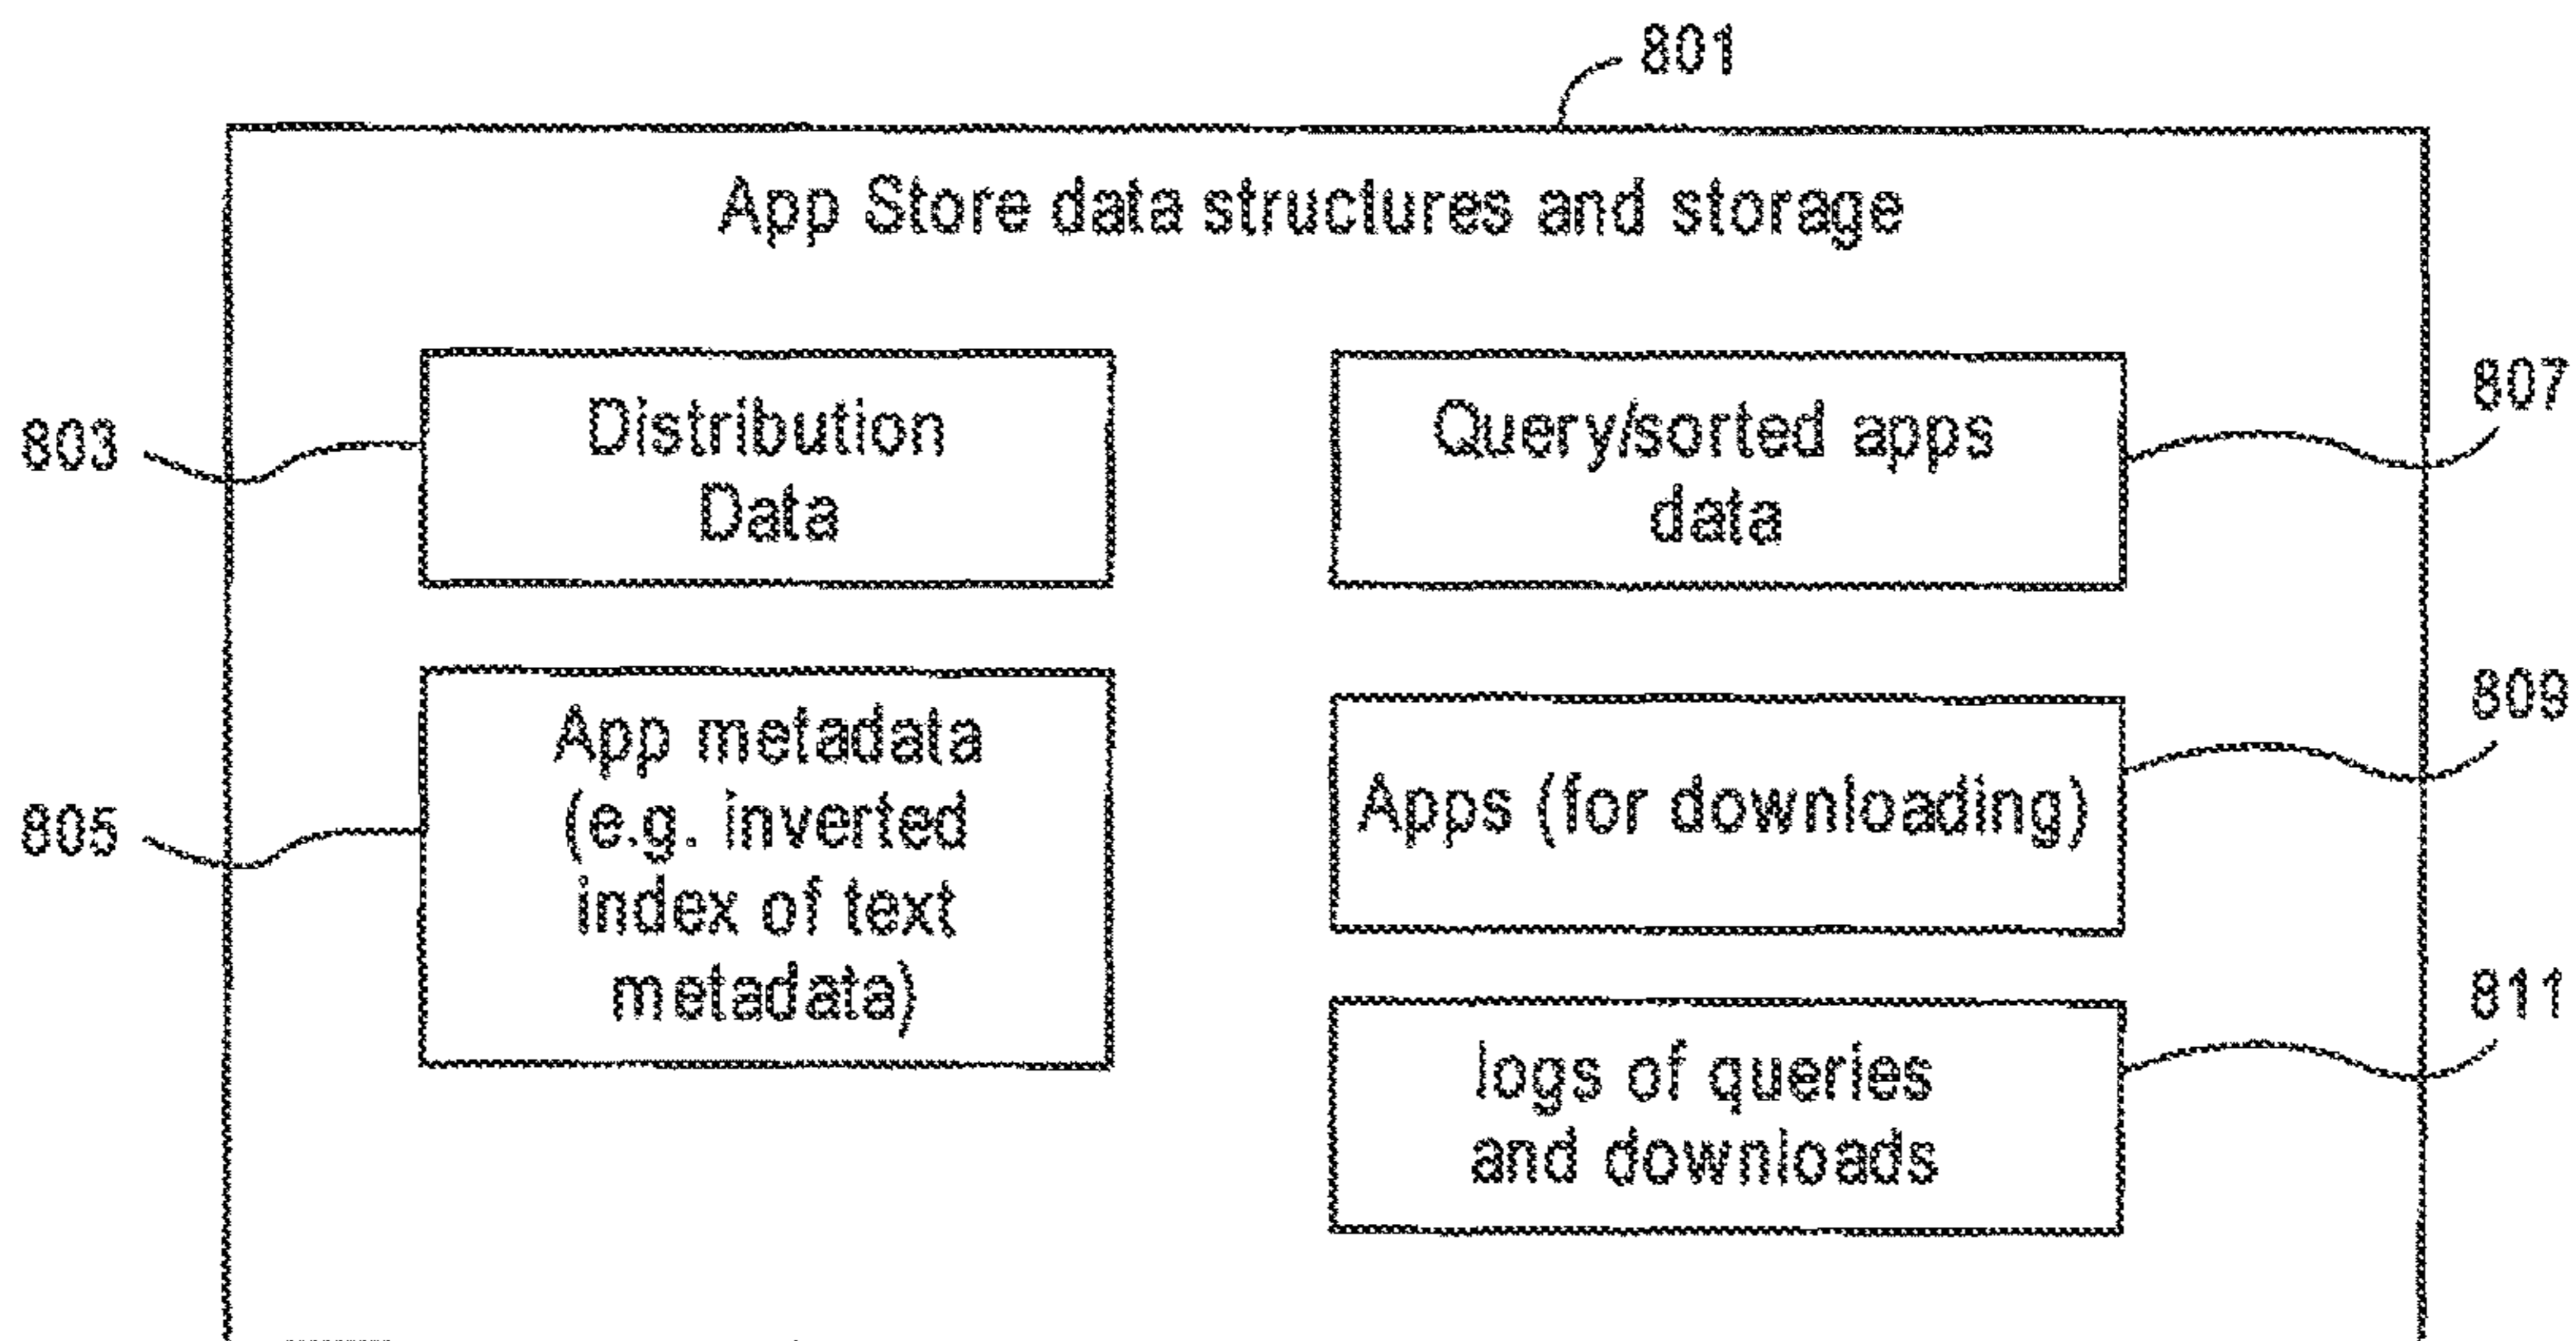 801
App Store data structures and storage
803
Distribution
Data
Query/sorted apps
data
807
805
App metadata
(e.g. inverted
index of text
metadata)
Apps (for downloading)
809
logs of queries
and downloads
811